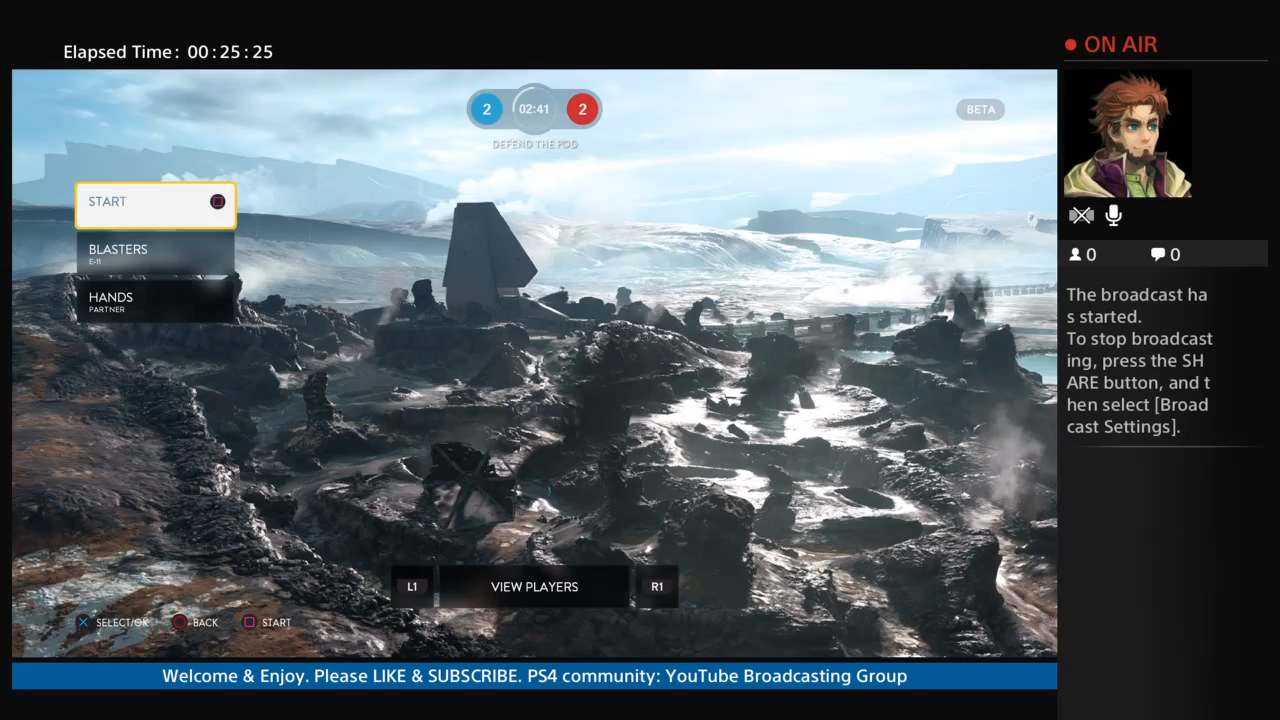 Elapsed Time: 00:25:25
ON AIR
2 02:41 2
DEFEND THE POD
BETA
START
BLASTERS
E-11
HANDS
PARTNER
0 0
The broadcast ha
s started.
To stop broadcast
ing, press the SH
ARE button, and t
hen select [Broad
cast Settings].
L1 VIEW PLAYERS R1
SELECT/OK BACK START
Welcome & Enjoy. Please LIKE & SUBSCRIBE. PS4 community: YouTube Broadcasting Group